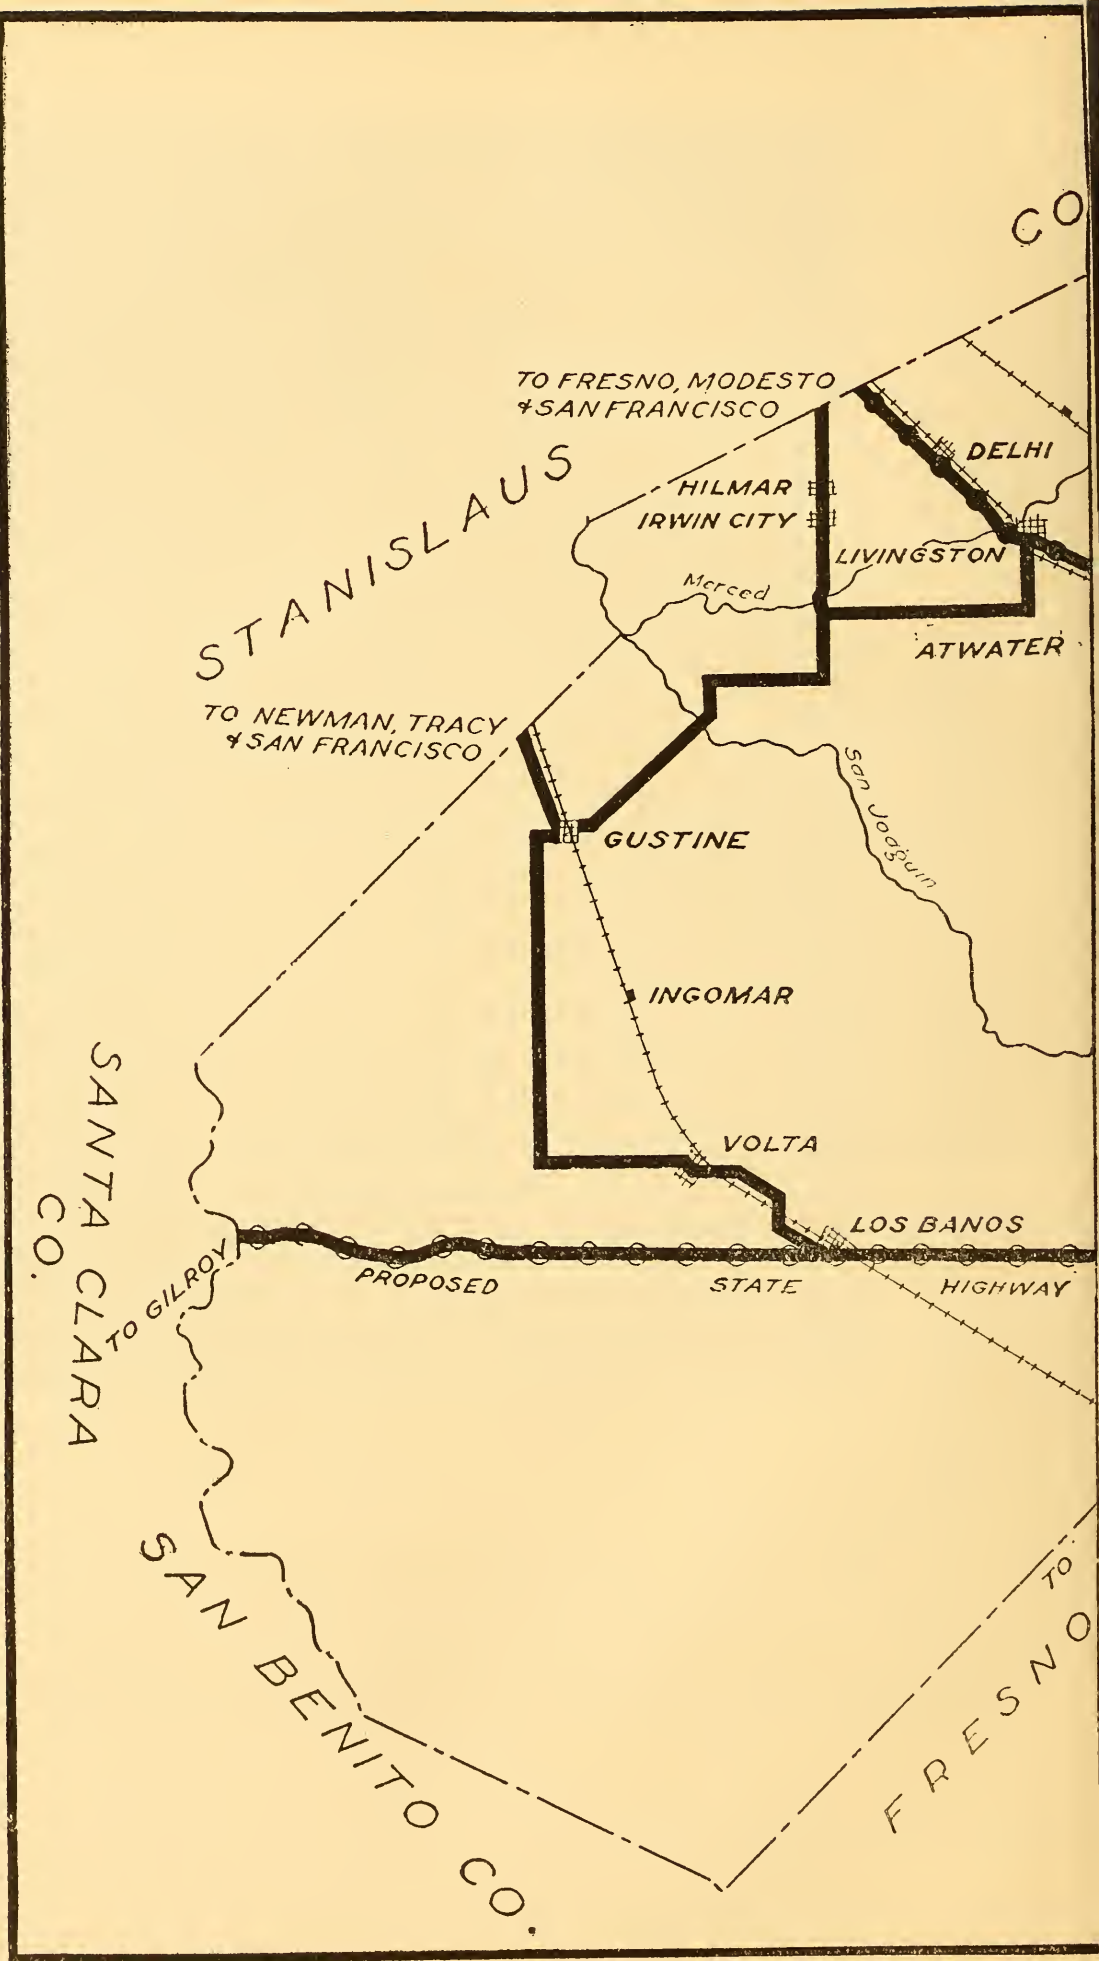 CO
TO FRESNO, MODESTO
& SAN FRANCISCO
DELHI
STANISLAUS
HILMAR
IRWIN CITY
LIVINGSTON
Merced
ATWATER
TO NEWMAN, TRACY
& SAN FRANCISCO
San Joaquin
GUSTINE
INGOMAR
SANTA CLARA
CO.
VOLTA
LOS BANOS
TO GILROY
PROPOSED STATE HIGHWAY
SAN BENITO CO.
TO
FRESNO